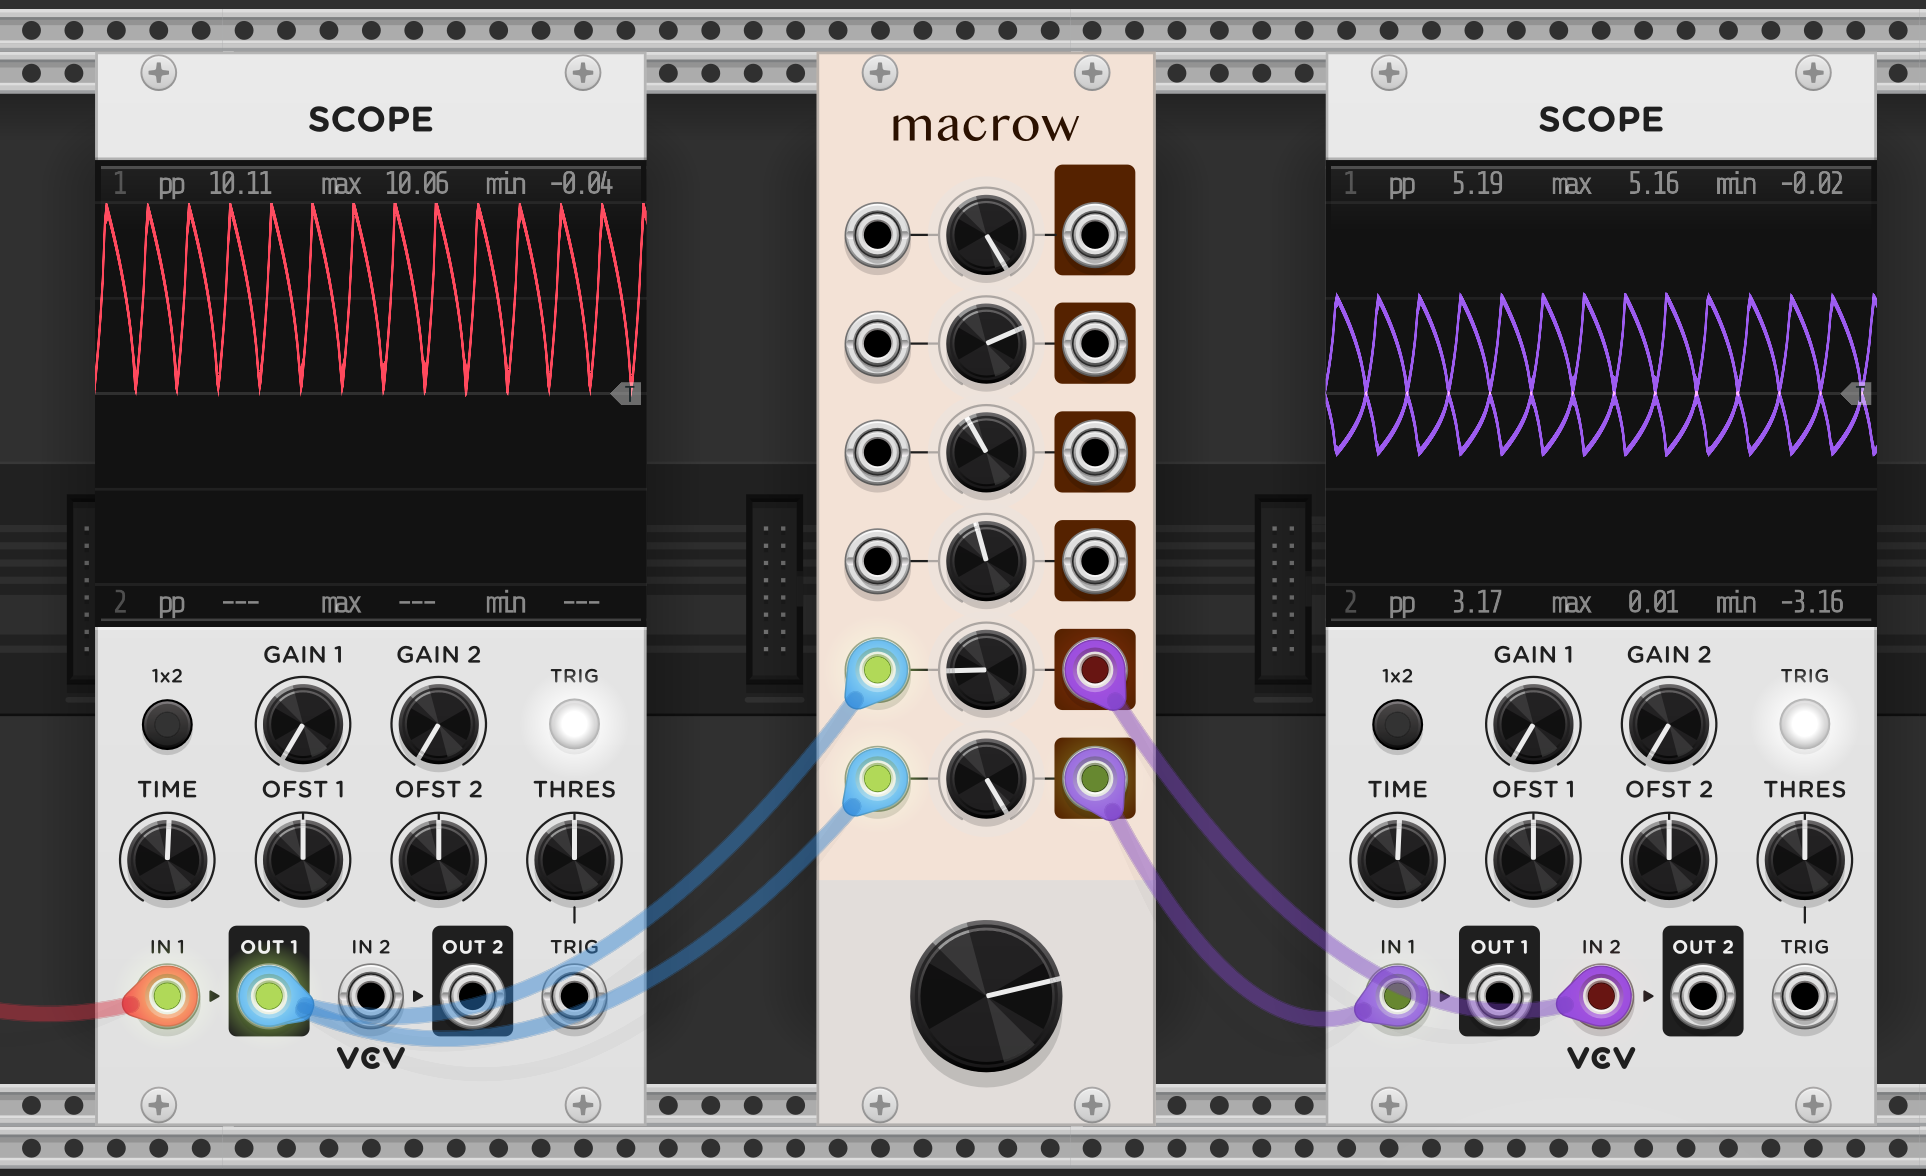 SCOPE
1 pp 10.11 max 10.06 min -0.04
T
2 pp --- max --- min ---
GAIN 1 GAIN 2
1x2 TRIG
TIME OFST 1 OFST 2 THRES
IN 1 OUT 1 IN 2 OUT 2 TRIG
VCV
macrow
SCOPE
1 pp 5.19 max 5.16 min -0.02
T
2 pp 3.17 max 0.01 min -3.16
GAIN 1 GAIN 2
1x2 TRIG
TIME OFST 1 OFST 2 THRES
IN 1 OUT 1 IN 2 OUT 2 TRIG
VCV